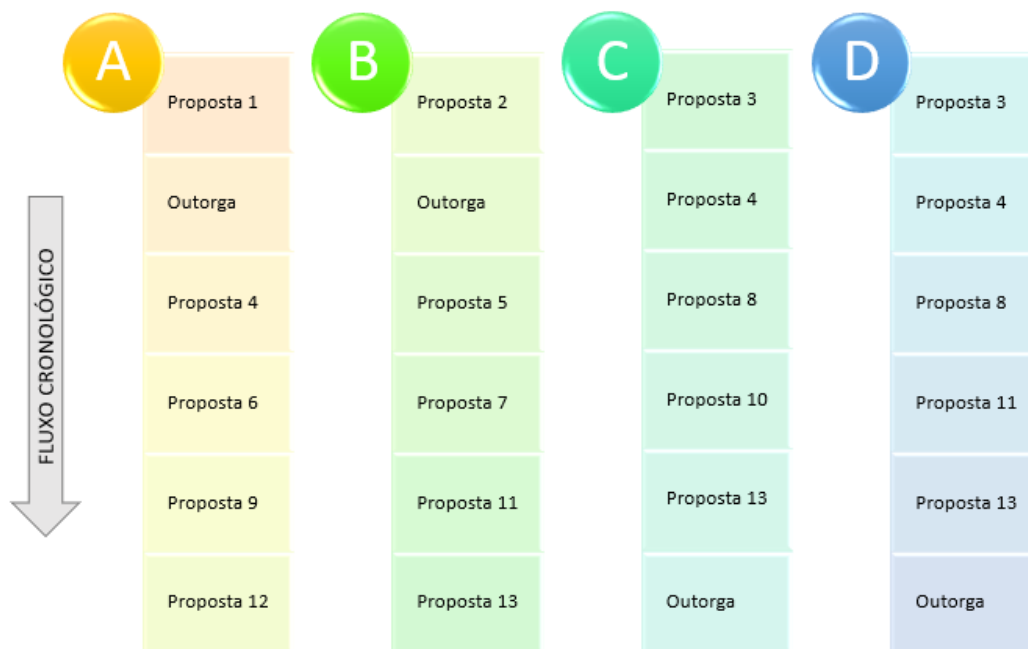 A
Proposta 1
Outorga
Proposta 4
Proposta 6
Proposta 9
Proposta 12
B
Proposta 2
Outorga
Proposta 5
Proposta 7
Proposta 11
Proposta 13
C
Proposta 3
Proposta 4
Proposta 8
Proposta 10
Proposta 13
Outorga
D
Proposta 3
Proposta 4
Proposta 8
Proposta 11
Proposta 13
Outorga
FLUXO CRONOLÓGICO